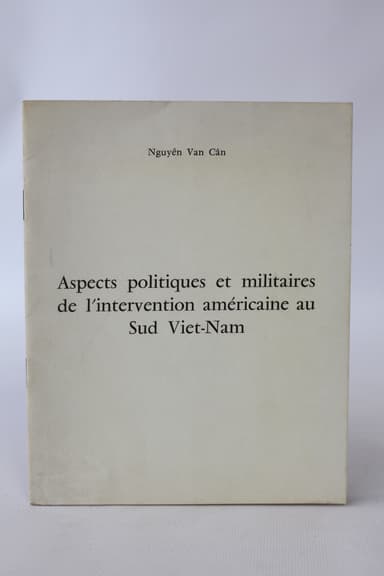 Nguyên Van Cân
Aspects politiques et militaires
de l'intervention américaine au
Sud Viet-Nam